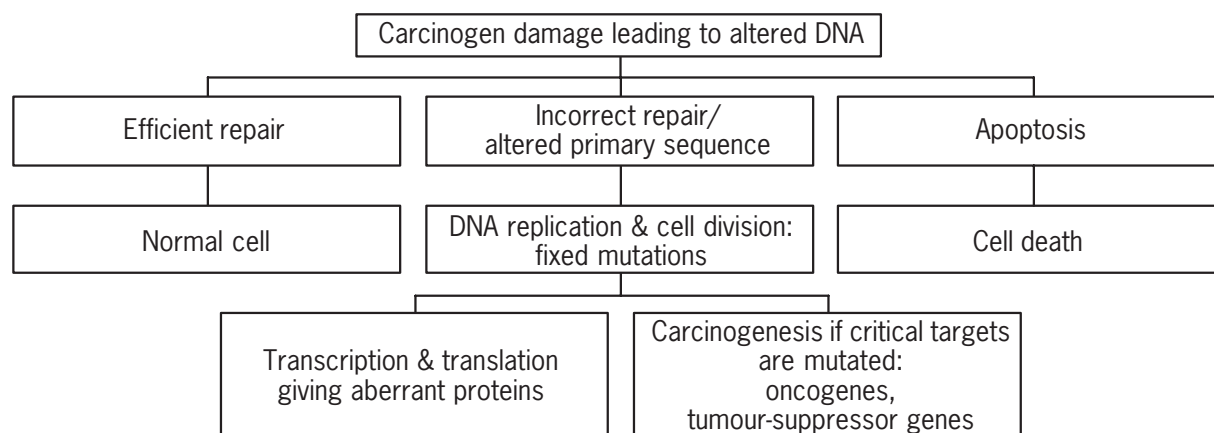 Carcinogen damage leading to altered DNA
Efficient repair
Incorrect repair/
altered primary sequence
Apoptosis
Normal cell
DNA replication & cell division:
fixed mutations
Cell death
Transcription & translation
giving aberrant proteins
Carcinogenesis if critical targets
are mutated:
oncogenes,
tumour-suppressor genes